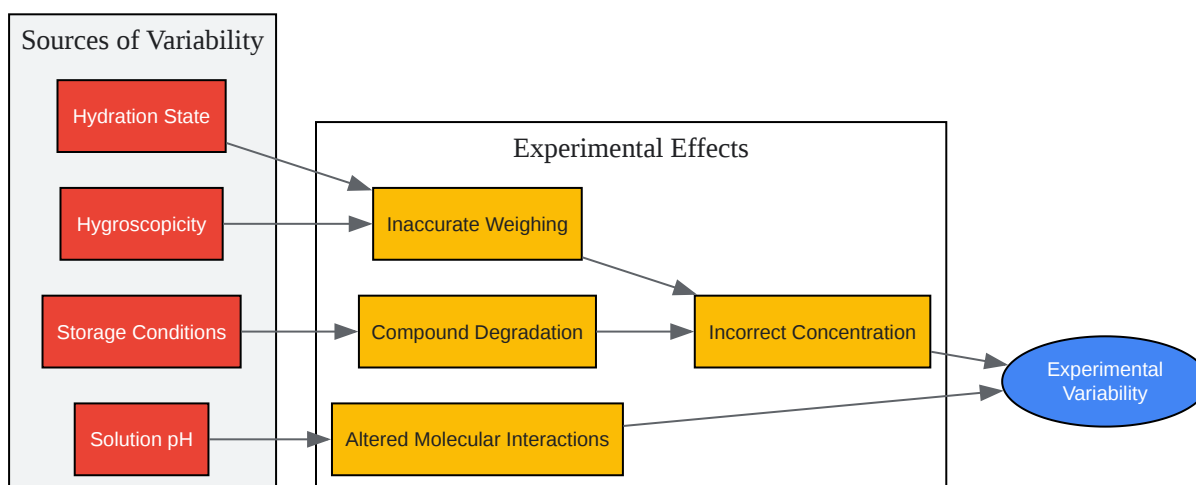 Sources of Variability
Hydration State
Hygroscopicity
Storage Conditions
Solution pH
Experimental Effects
Inaccurate Weighing
Compound Degradation
Incorrect Concentration
Altered Molecular Interactions
Experimental
Variability